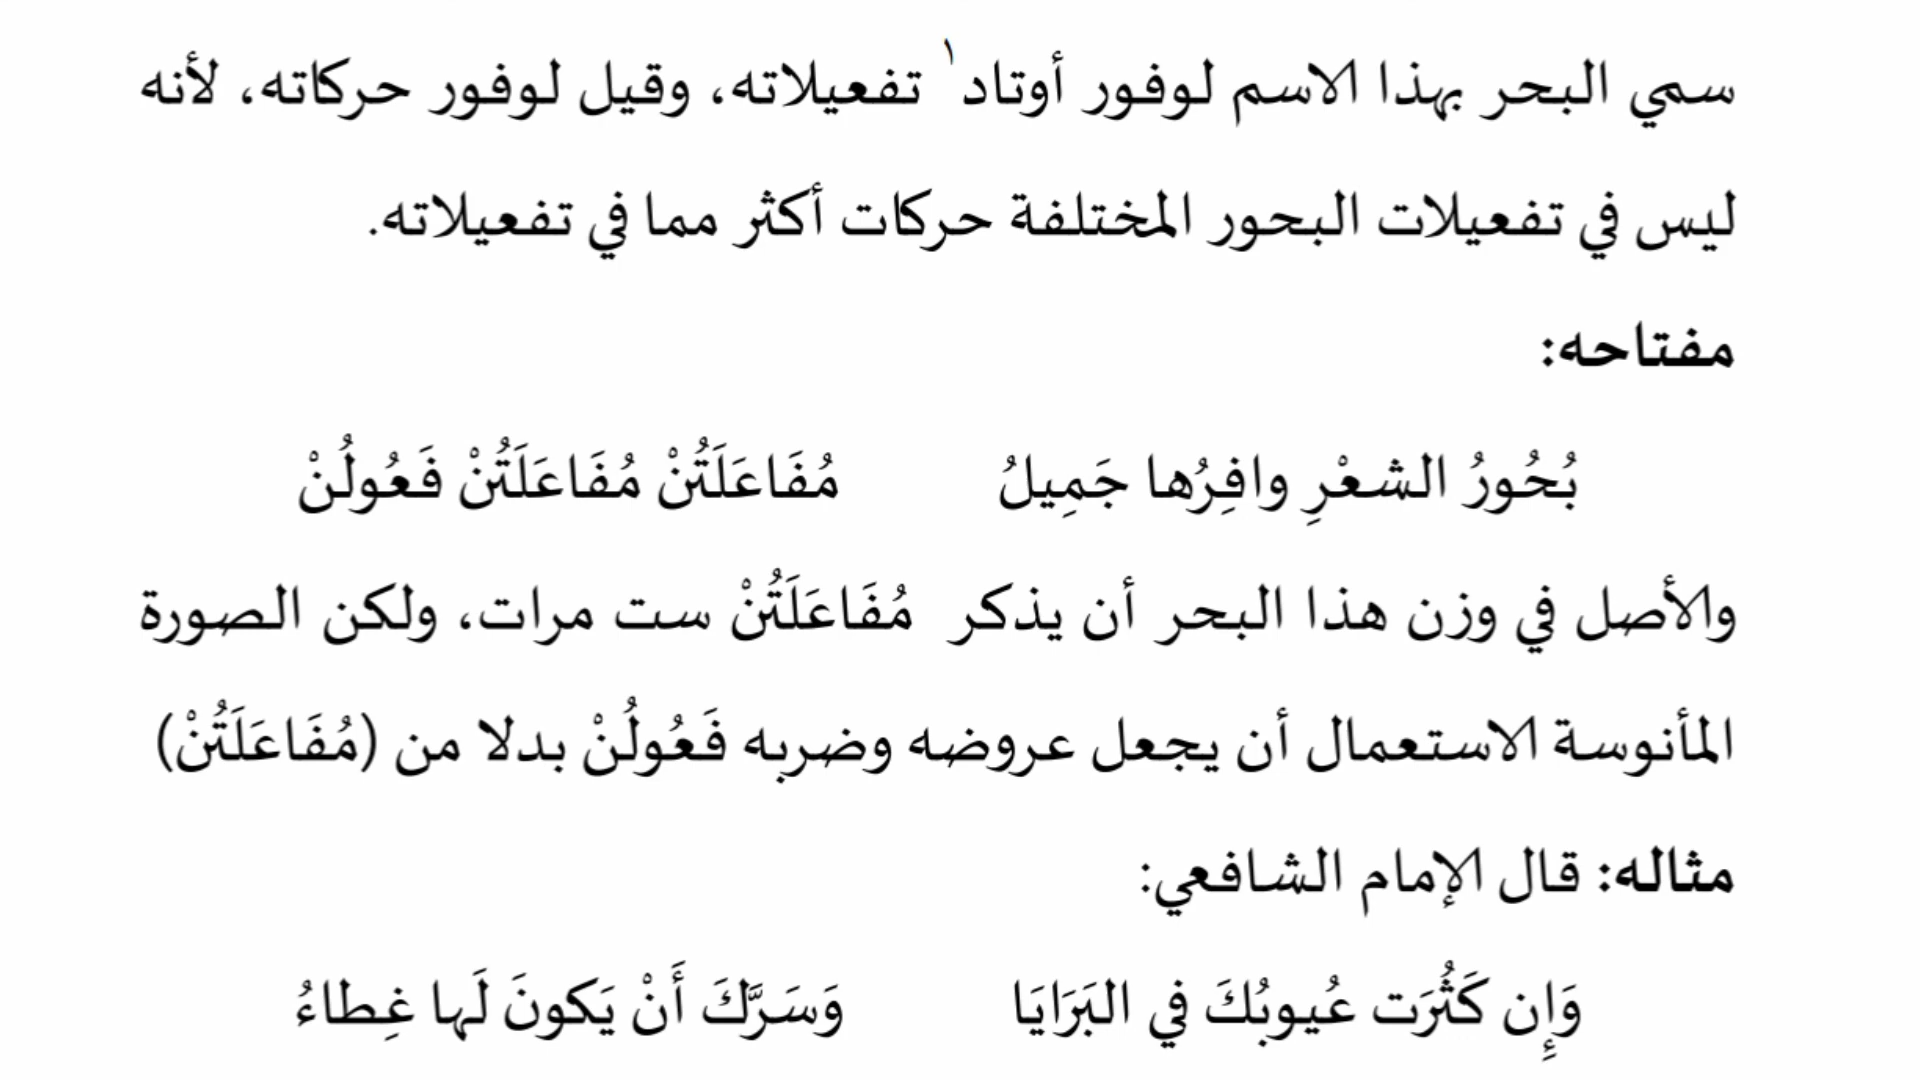 سمي البحر بهذا الاسم لوفور أوتاد١ تفعيلاته، وقيل لوفور حركاته، لأنه
ليس في تفعيلات البحور المختلفة حركات أكثر مما في تفعيلاته.
مفتاحه:
بُحُورُ الشعْرِ وافِرُها جَمِيلُ مُفَاعَلَتُنْ مُفَاعَلَتُنْ فَعُولُنْ
والأصل في وزن هذا البحر أن يذكر مُفَاعَلَتُنْ ست مرات، ولكن الصورة
المأنوسة الاستعمال أن يجعل عروضه وضربه فَعُولُنْ بدلا من (مُفَاعَلَتُنْ)
مثاله: قال الإمام الشافعي:
وَإِن كَثُرَت عُيوبُكَ في البَرَايَا وَسَرَّكَ أَنْ يَكونَ لَها غِطاءُ